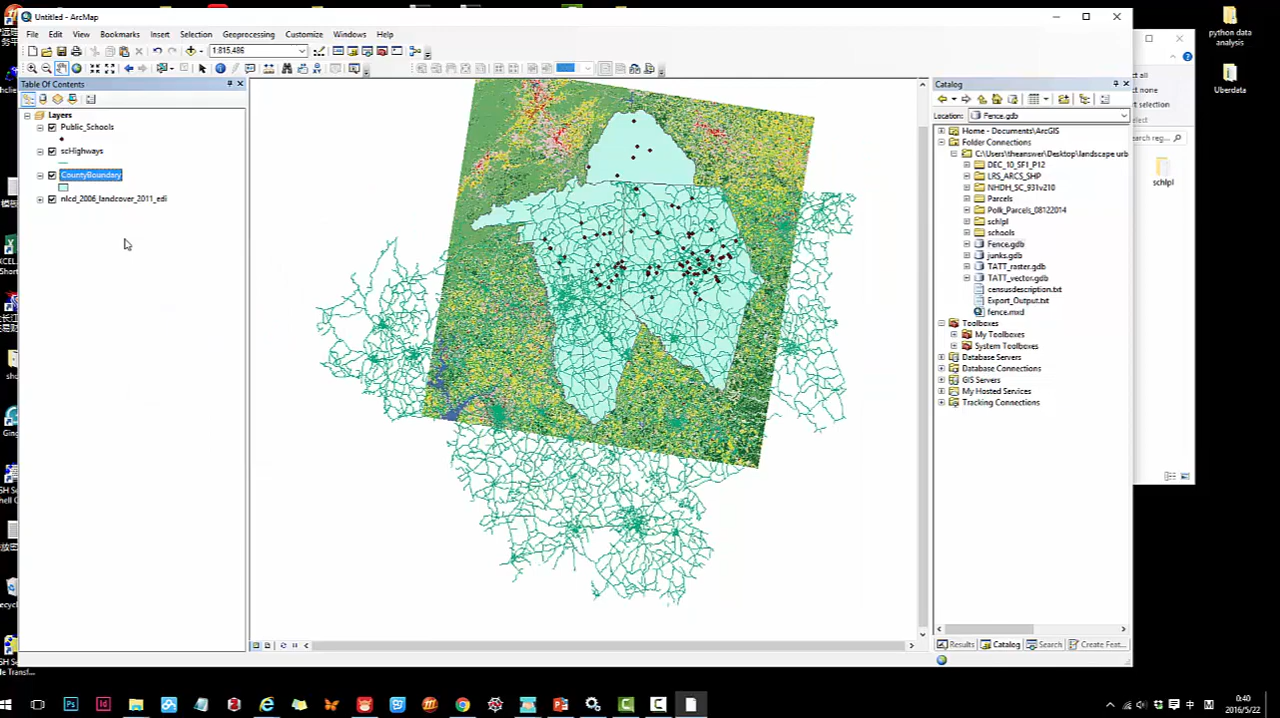 Untitled - ArcMap
File Edit View Bookmarks Insert Selection Geoprocessing Customize Windows Help
1:815,486
Table Of Contents
Layers
Public_Schools
scHighways
CountyBoundary
nlcd_2006_landcover_2011_edi
Catalog
Location: Fence.gdb
Home - Documents\ArcGIS
Folder Connections
C:\Users\theanswer\Desktop\landscape urb
DEC_10_SF1_P12
LRS_ARCS_SHP
NHDH_SC_931v210
Parcels
Polk_Parcels_08122014
schlpl
schools
Fence.gdb
junks.gdb
TATT_raster.gdb
TATT_vector.gdb
censusdescription.txt
Export_Output.txt
fence.mxd
Toolboxes
My Toolboxes
System Toolboxes
Database Servers
Database Connections
GIS Servers
My Hosted Services
Tracking Connections
Results Catalog Search Create Feat...
python data
analysis
Uberdata
schlpl
0:40
2016/5/22